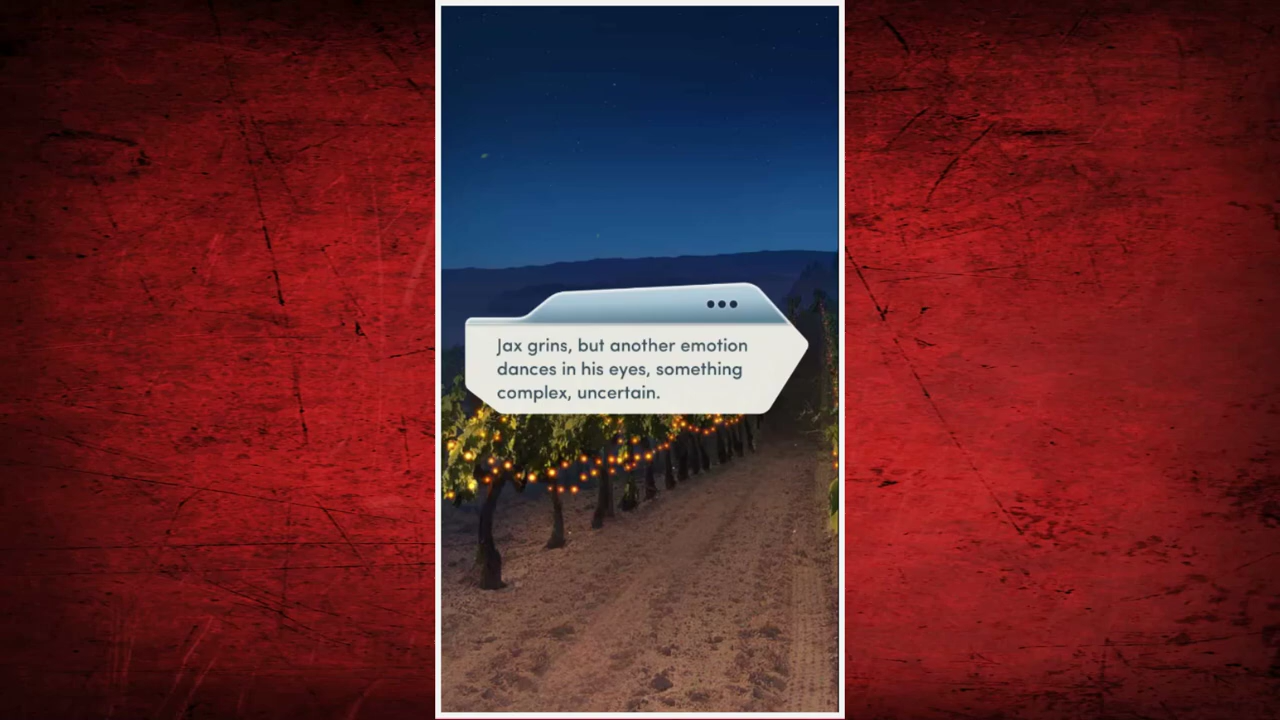 Jax grins, but another emotion
dances in his eyes, something
complex, uncertain.